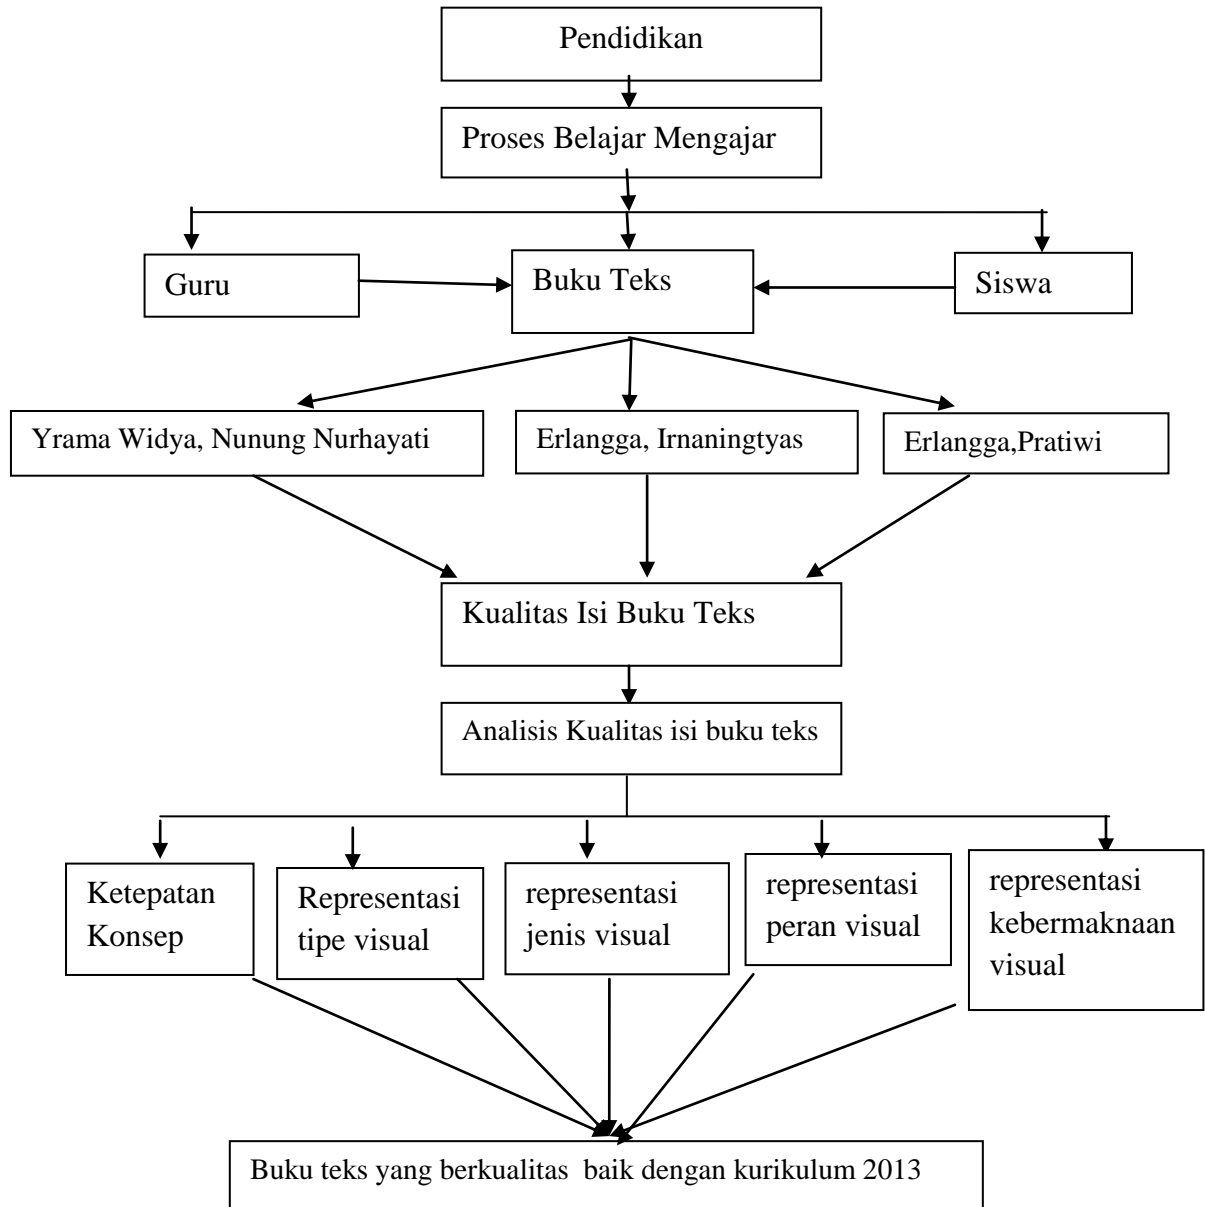 Pendidikan
Proses Belajar Mengajar
Guru
Buku Teks
Siswa
Yrama Widya, Nunung Nurhayati
Erlangga, Irnaningtyas
Erlangga,Pratiwi
Kualitas Isi Buku Teks
Analisis Kualitas isi buku teks
Ketepatan
Konsep
Representasi
tipe visual
representasi
jenis visual
representasi
peran visual
representasi
kebermaknaan
visual
Buku teks yang berkualitas  baik dengan kurikulum 2013